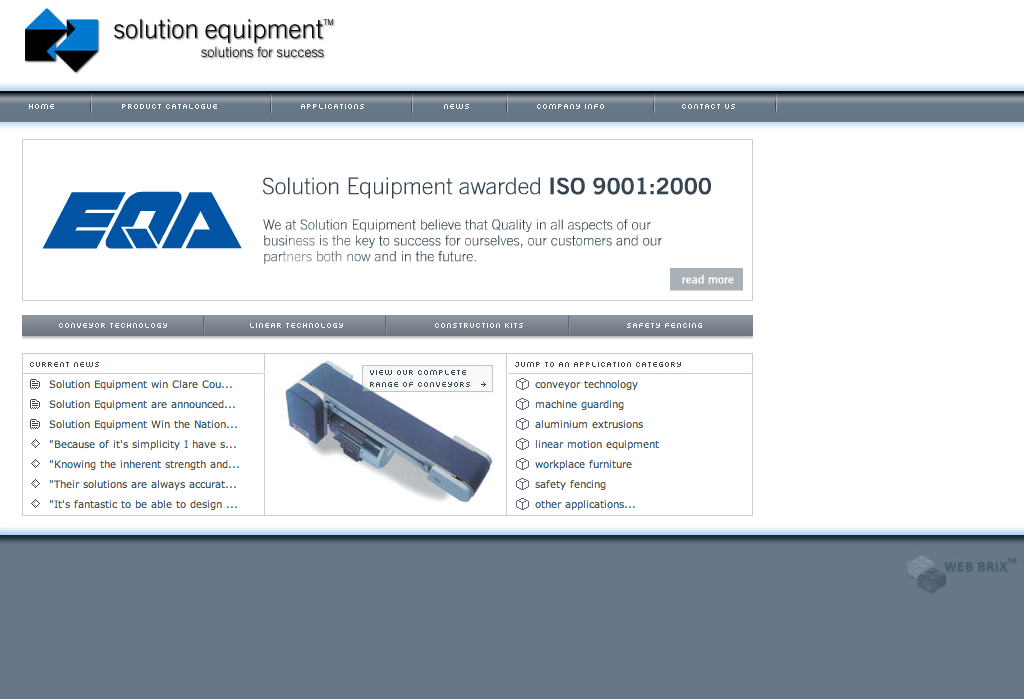 solution equipment™
solutions for success
HOME PRODUCT CATALOGUE APPLICATIONS NEWS COMPANY INFO CONTACT US
EQA
Solution Equipment awarded ISO 9001:2000
We at Solution Equipment believe that Quality in all aspects of our
business is the key to success for ourselves, our customers and our
partners both now and in the future.
read more
CONVEYOR TECHNOLOGY LINEAR TECHNOLOGY CONSTRUCTION KITS SAFETY FENCING
CURRENT NEWS
Solution Equipment win Clare Cou...
Solution Equipment are announced...
Solution Equipment Win the Nation...
"Because of it's simplicity I have s...
"Knowing the inherent strength and...
"Their solutions are always accurat...
"It's fantastic to be able to design ...
VIEW OUR COMPLETE
RANGE OF CONVEYORS →
JUMP TO AN APPLICATION CATEGORY
conveyor technology
machine guarding
aluminium extrusions
linear motion equipment
workplace furniture
safety fencing
other applications...
WEB BRIX™